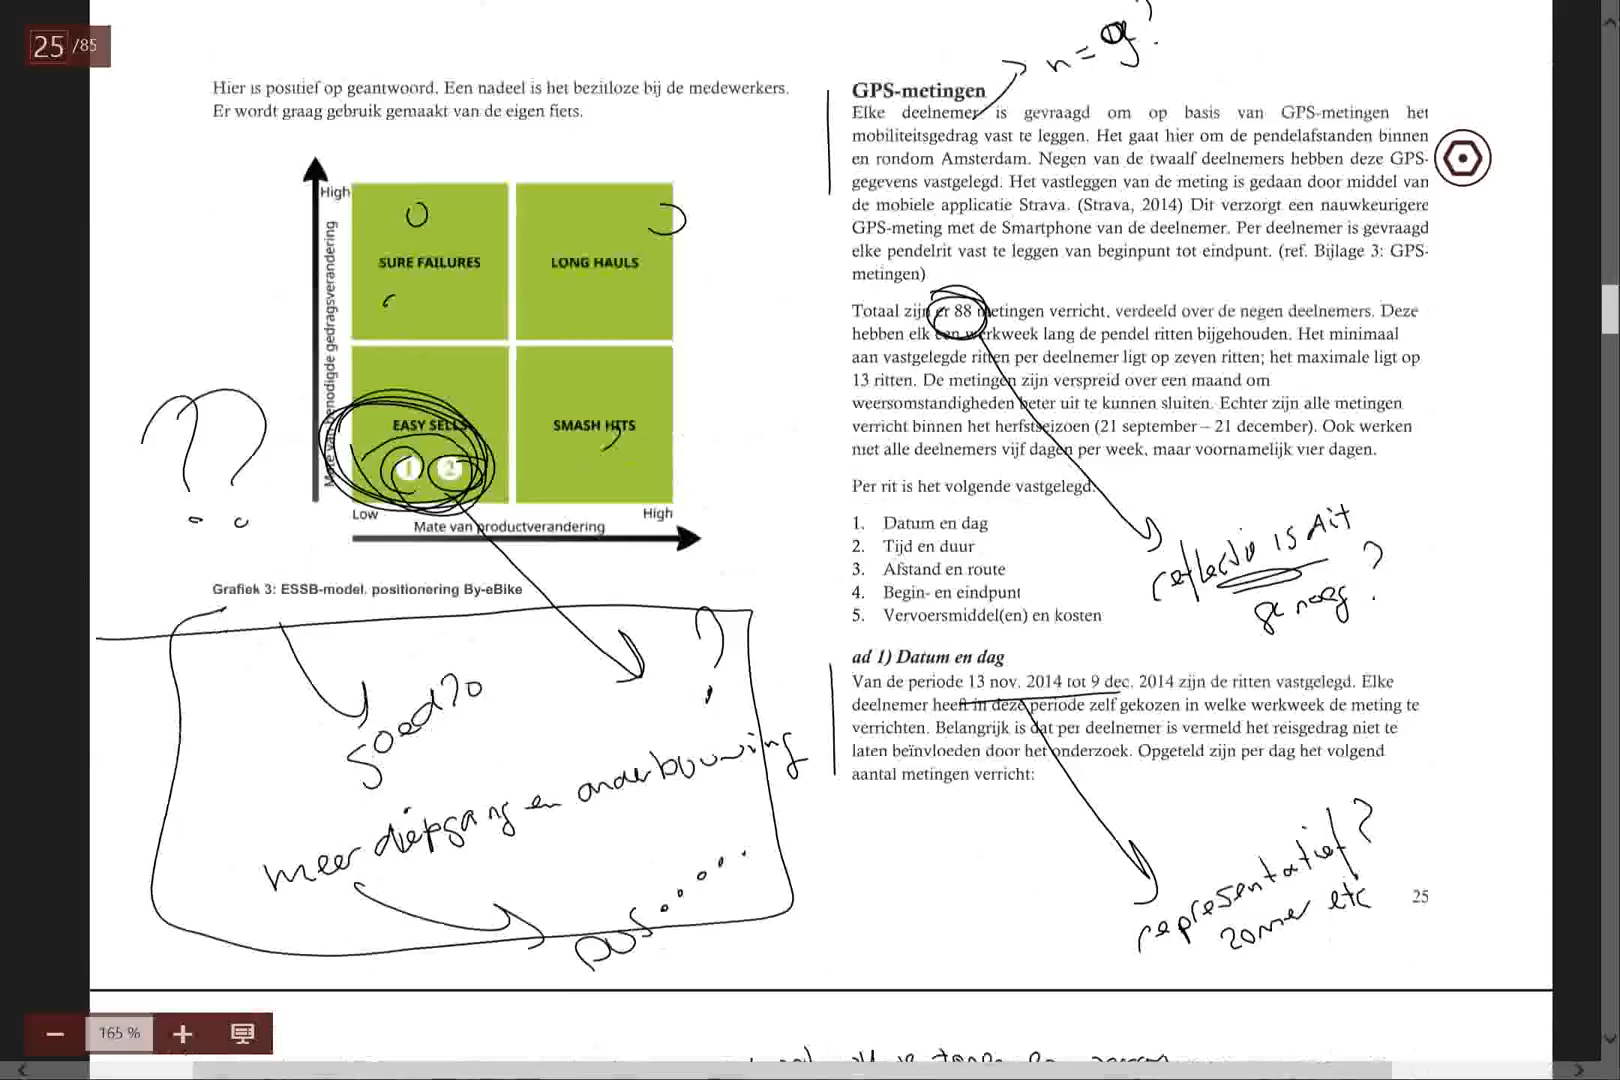 25 /85
Hier is positief op geantwoord. Een nadeel is het bezitloze bij de medewerkers.
Er wordt graag gebruik gemaakt van de eigen fiets.
High
SURE FAILURES
LONG HAULS
EASY SELLS
SMASH HITS
1 2
Mate van benodigde gedragsverandering
Low
High
Mate van productverandering
Grafiek 3: ESSB-model, positionering By-eBike
? ?
goed?
?
meer diepgang en onderbouwing
dus......
n = 9?
GPS-metingen
Elke deelnemer is gevraagd om op basis van GPS-metingen het
mobiliteitsgedrag vast te leggen. Het gaat hier om de pendelafstanden binnen
en rondom Amsterdam. Negen van de twaalf deelnemers hebben deze GPS-
gegevens vastgelegd. Het vastleggen van de meting is gedaan door middel van
de mobiele applicatie Strava. (Strava, 2014) Dit verzorgt een nauwkeurigere
GPS-meting met de Smartphone van de deelnemer. Per deelnemer is gevraagd
elke pendelrit vast te leggen van beginpunt tot eindpunt. (ref. Bijlage 3: GPS-
metingen)
Totaal zijn er 88 metingen verricht, verdeeld over de negen deelnemers. Deze
hebben elk een werkweek lang de pendel ritten bijgehouden. Het minimaal
aan vastgelegde ritten per deelnemer ligt op zeven ritten; het maximale ligt op
13 ritten. De metingen zijn verspreid over een maand om
weersomstandigheden beter uit te kunnen sluiten. Echter zijn alle metingen
verricht binnen het herfstseizoen (21 september – 21 december). Ook werken
niet alle deelnemers vijf dagen per week, maar voornamelijk vier dagen.
Per rit is het volgende vastgelegd:
1. Datum en dag
2. Tijd en duur
3. Afstand en route
4. Begin- en eindpunt
5. Vervoersmiddel(en) en kosten
reflectie is dit
genoeg ?
ad 1) Datum en dag
Van de periode 13 nov. 2014 tot 9 dec. 2014 zijn de ritten vastgelegd. Elke
deelnemer heeft in deze periode zelf gekozen in welke werkweek de meting te
verrichten. Belangrijk is dat per deelnemer is vermeld het reisgedrag niet te
laten beïnvloeden door het onderzoek. Opgeteld zijn per dag het volgend
aantal metingen verricht:
representatief?
zomer etc
25
165 %